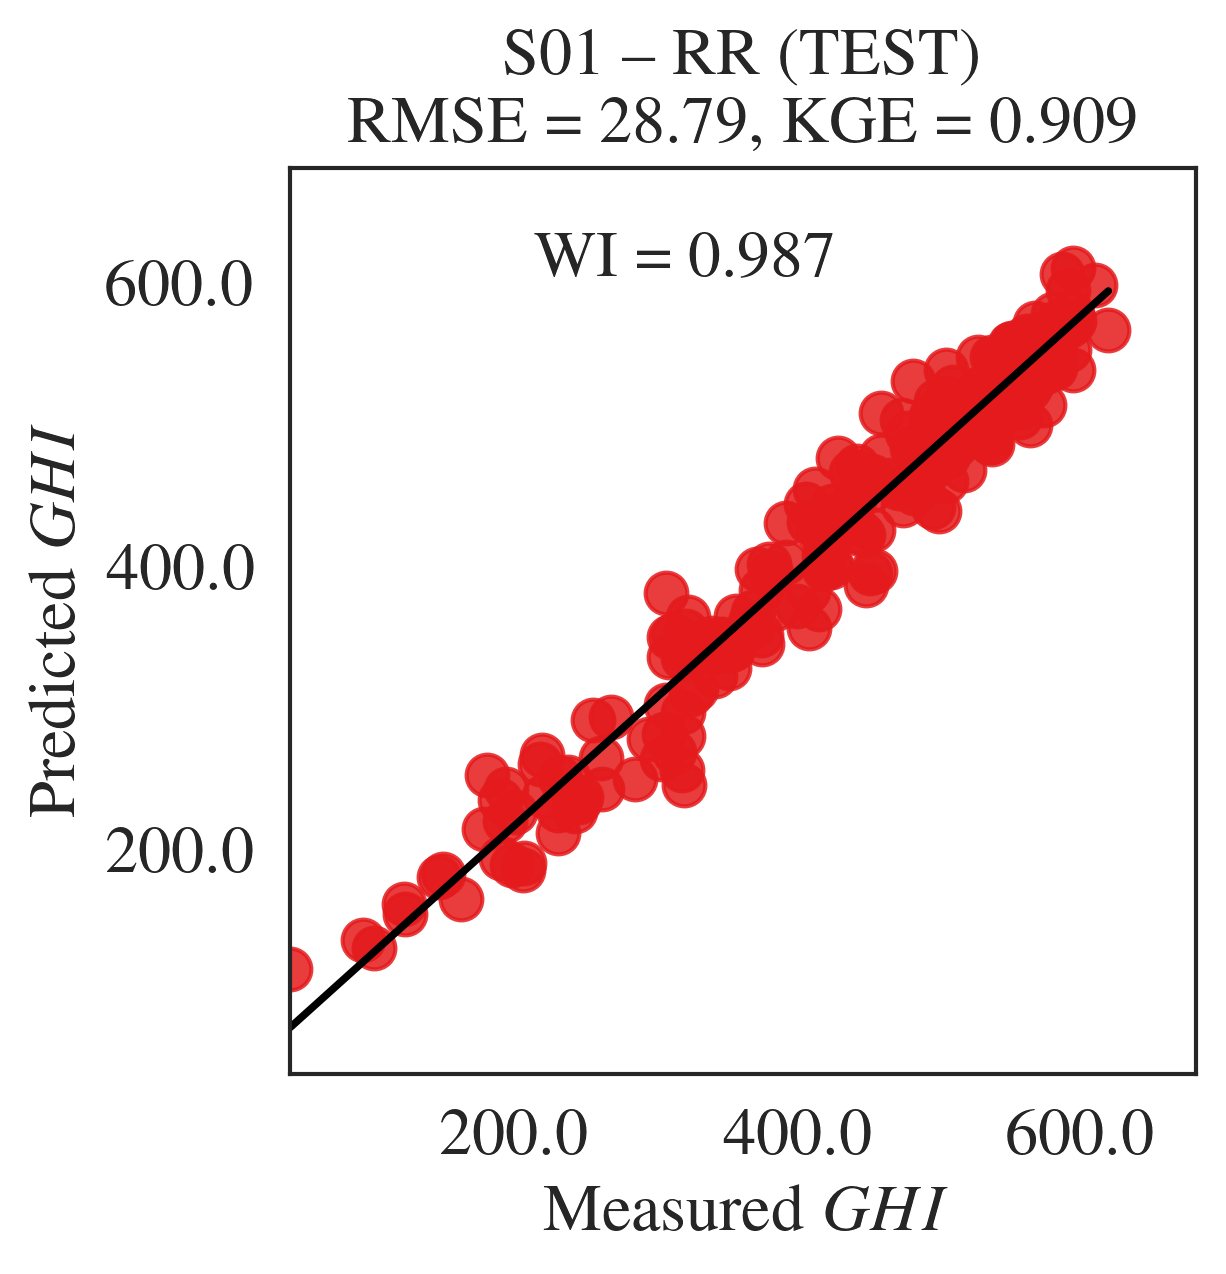 S01 – RR (TEST)
RMSE = 28.79, KGE = 0.909
WI = 0.987
600.0
400.0
200.0
Predicted GHI
200.0 400.0 600.0
Measured GHI